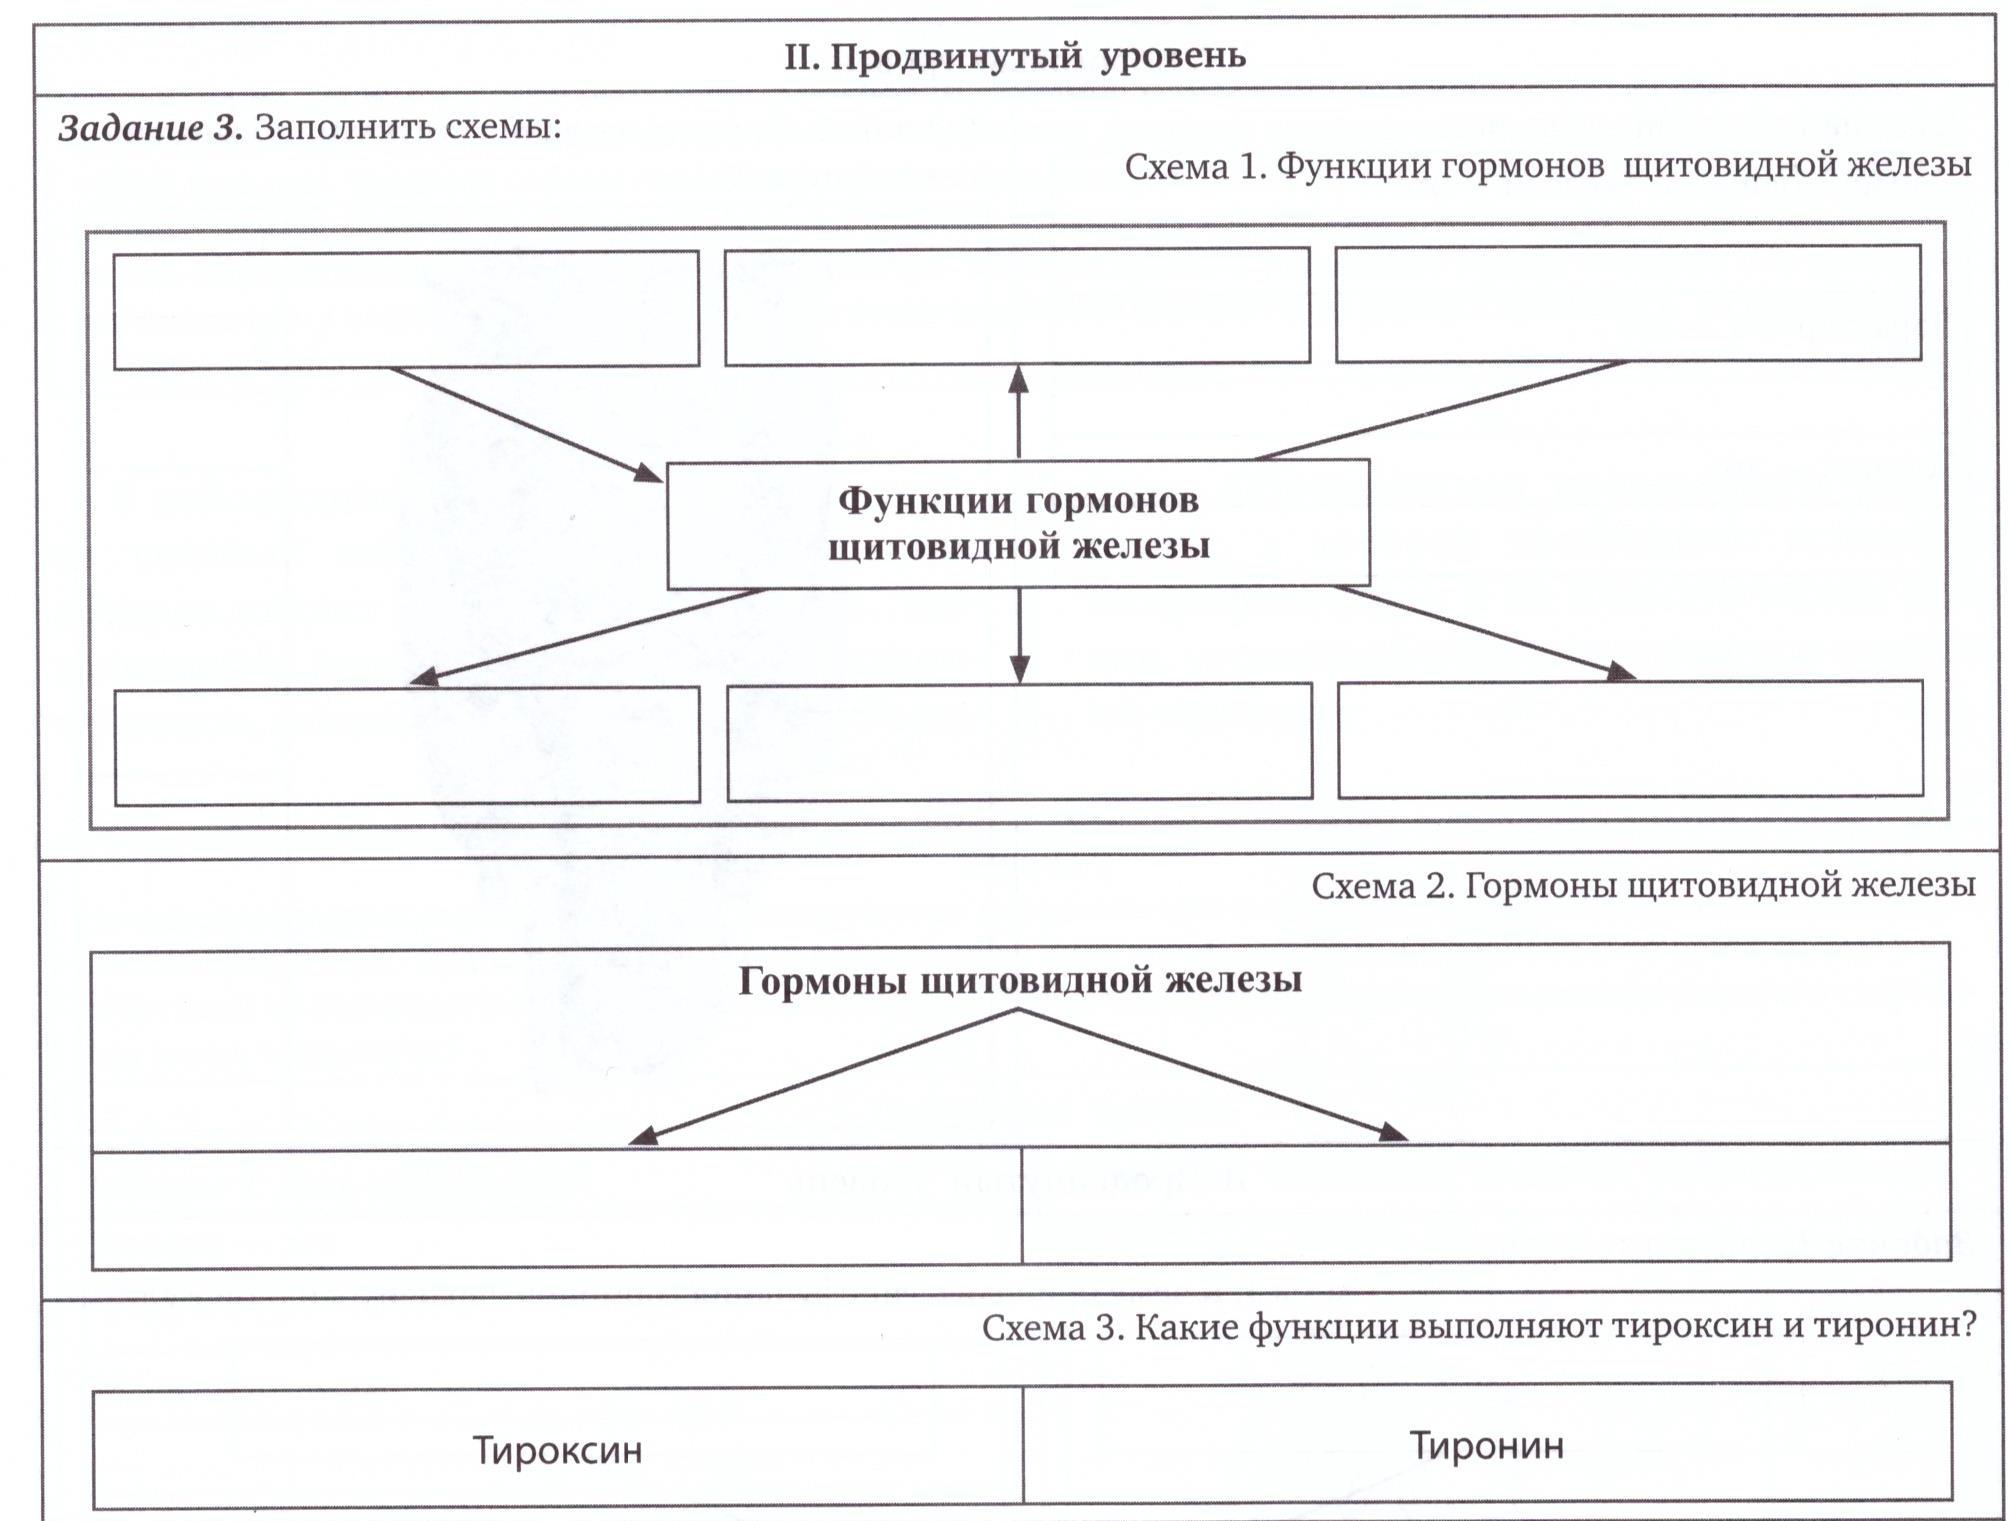 II. Продвинутый уровень
Задание 3. Заполнить схемы:
Схема 1. Функции гормонов щитовидной железы
Функции гормонов
щитовидной железы
Схема 2. Гормоны щитовидной железы
Гормоны щитовидной железы
Схема 3. Какие функции выполняют тироксин и тиронин?
Тироксин
Тиронин